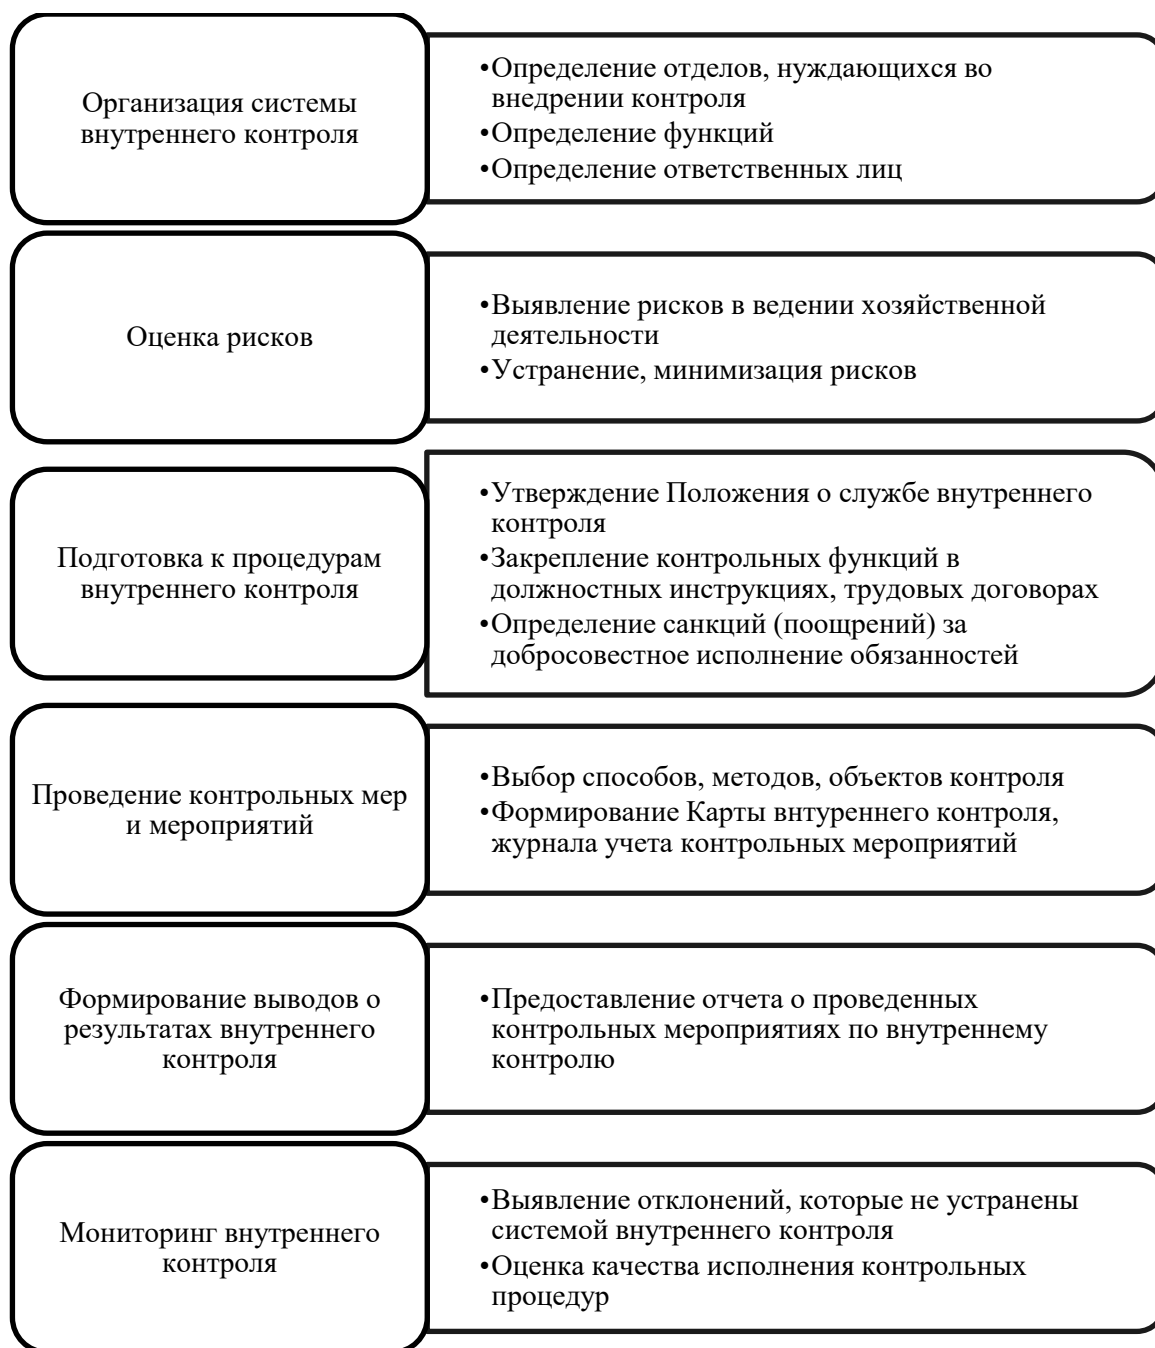 Организация системы
внутреннего контроля
•Определение отделов, нуждающихся во
внедрении контроля
•Определение функций
•Определение ответственных лиц
Оценка рисков
•Выявление рисков в ведении хозяйственной
деятельности
•Устранение, минимизация рисков
Подготовка к процедурам
внутреннего контроля
•Утверждение Положения о службе внутреннего
контроля
•Закрепление контрольных функций в
должностных инструкциях, трудовых договорах
•Определение санкций (поощрений) за
добросовестное исполнение обязанностей
Проведение контрольных мер
и мероприятий
•Выбор способов, методов, объектов контроля
•Формирование Карты внтуреннего контроля,
журнала учета контрольных мероприятий
Формирование выводов о
результатах внутреннего
контроля
•Предоставление отчета о проведенных
контрольных мероприятиях по внутреннему
контролю
Мониторинг внутреннего
контроля
•Выявление отклонений, которые не устранены
системой внутреннего контроля
•Оценка качества исполнения контрольных
процедур